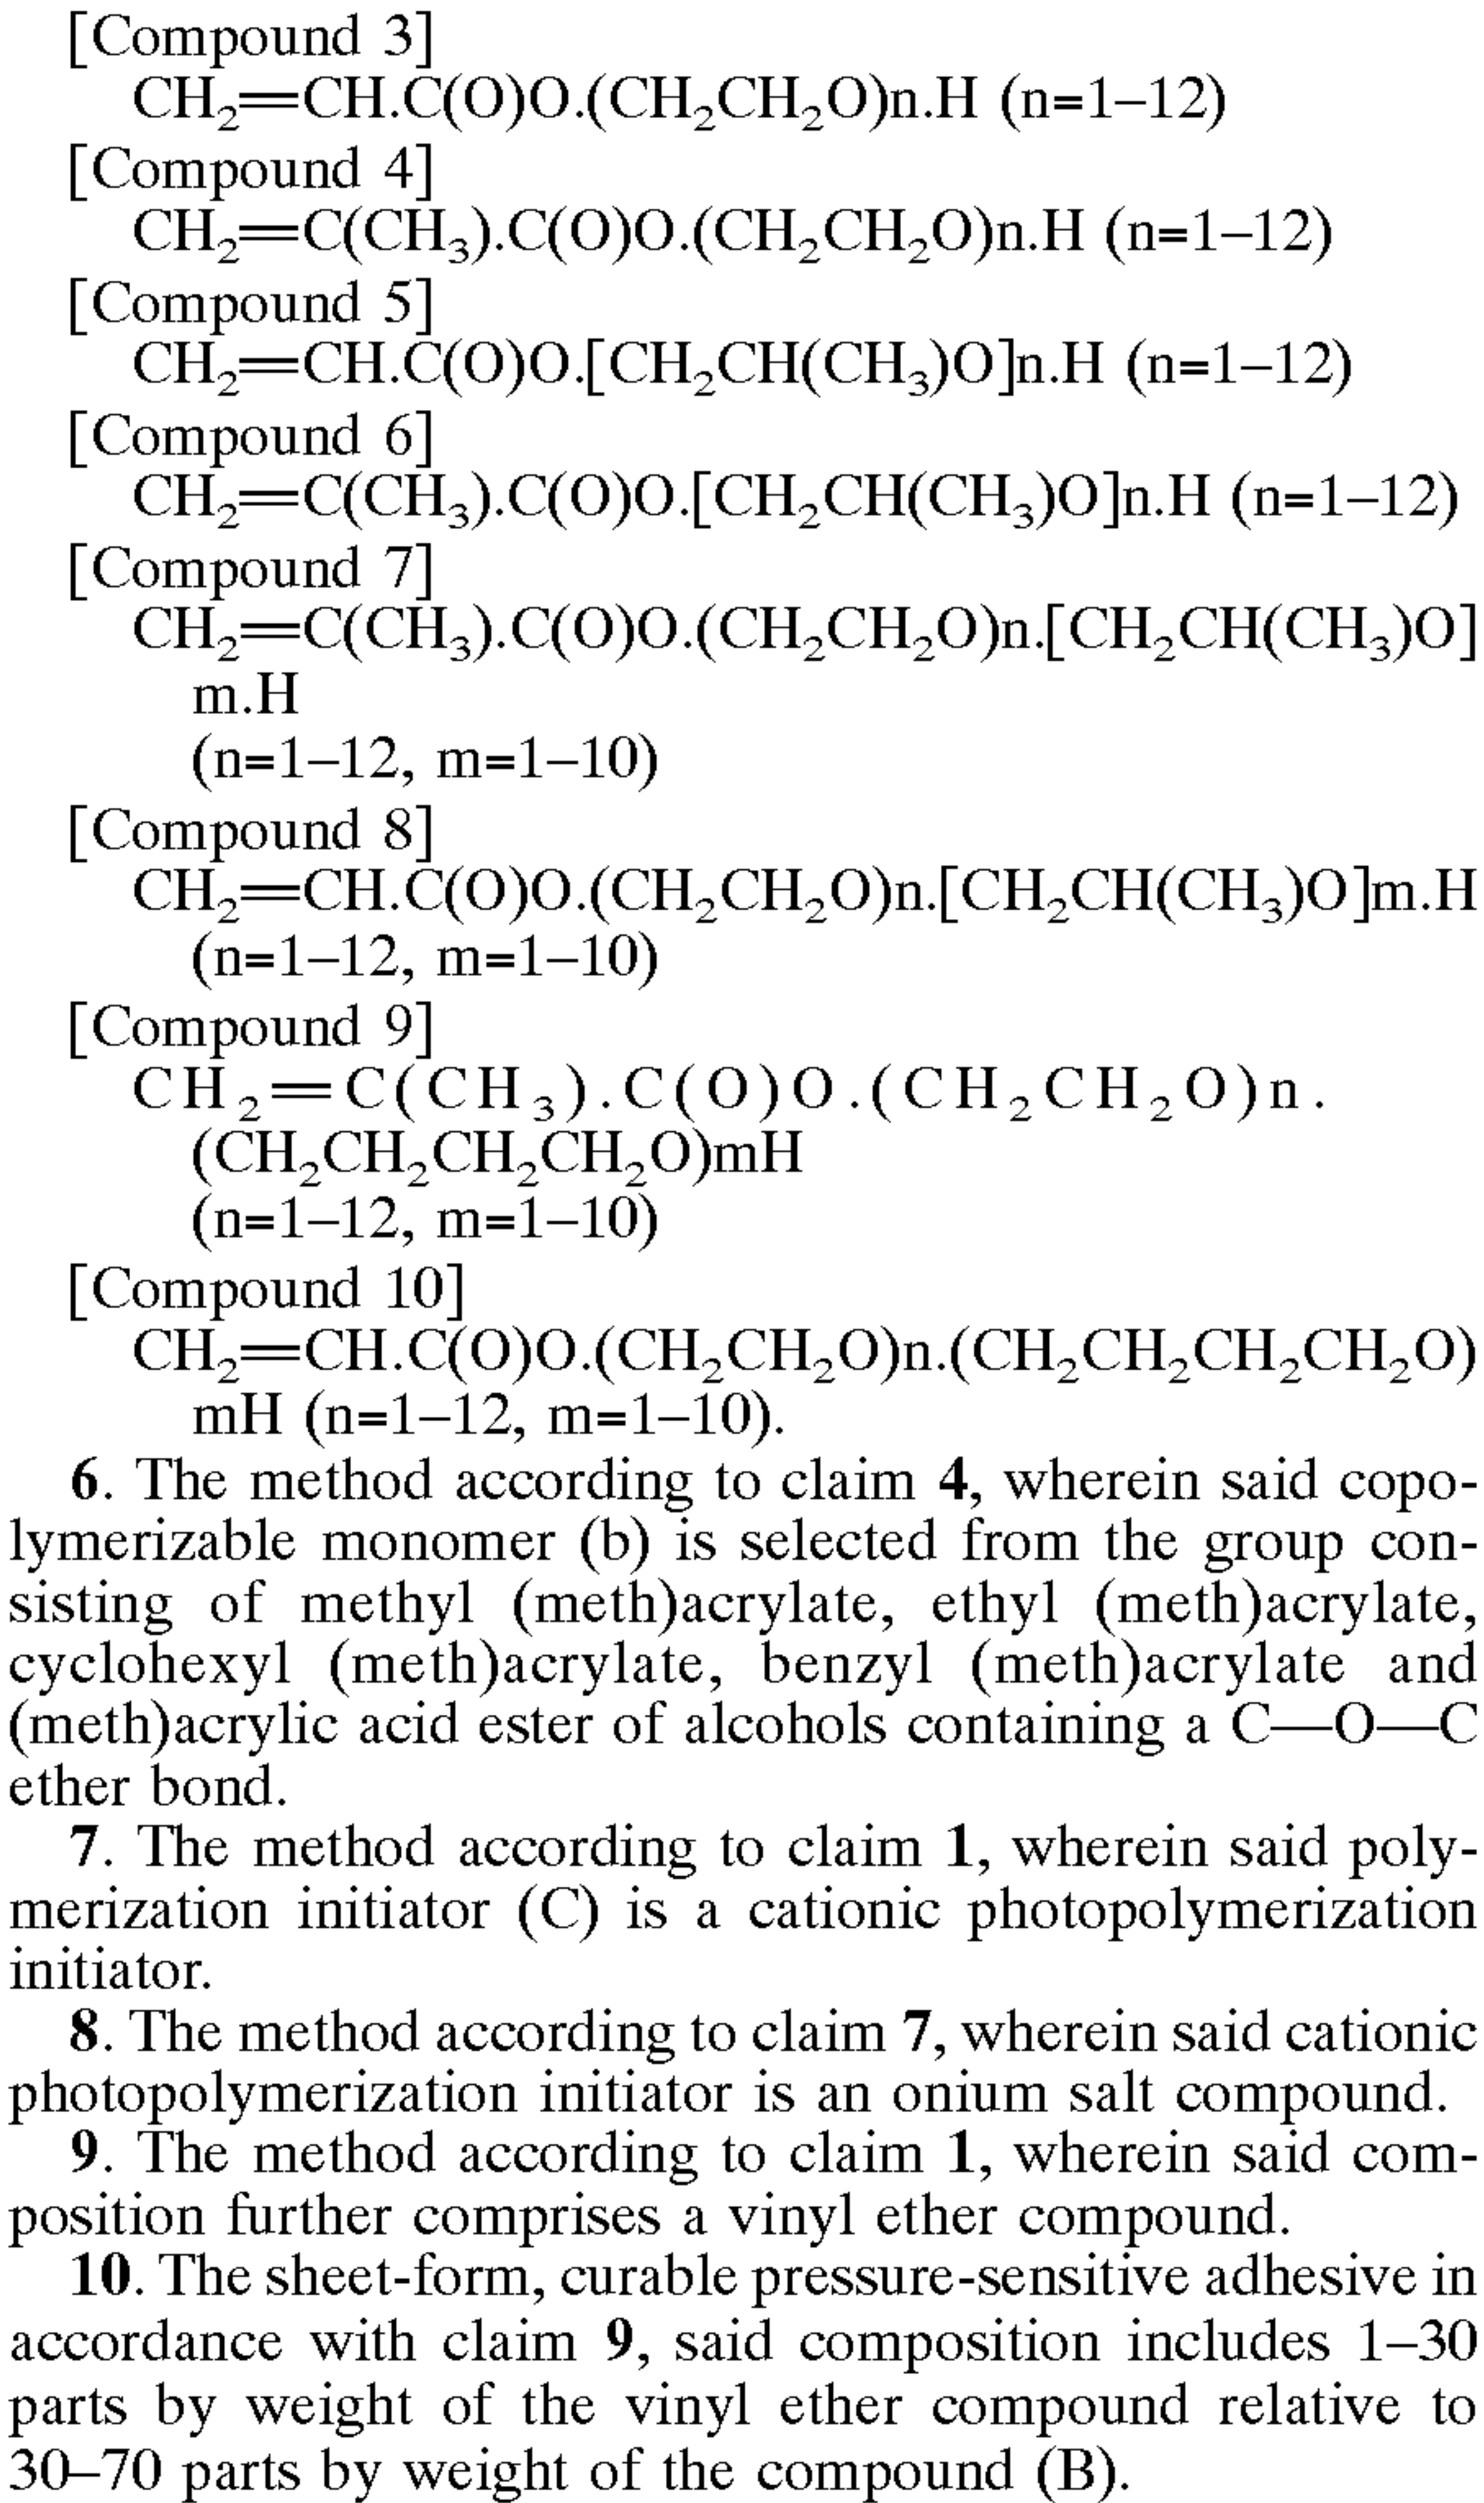 [Compound 3]
CH₂═CH.C(O)O.(CH₂CH₂O)n.H (n=1–12)
[Compound 4]
CH₂═C(CH₃).C(O)O.(CH₂CH₂O)n.H (n=1–12)
[Compound 5]
CH₂═CH.C(O)O.[CH₂CH(CH₃)O]n.H (n=1–12)
[Compound 6]
CH₂═C(CH₃).C(O)O.[CH₂CH(CH₃)O]n.H (n=1–12)
[Compound 7]
CH₂═C(CH₃).C(O)O.(CH₂CH₂O)n.[CH₂CH(CH₃)O]
m.H
(n=1–12, m=1–10)
[Compound 8]
CH₂═CH.C(O)O.(CH₂CH₂O)n.[CH₂CH(CH₃)O]m.H
(n=1–12, m=1–10)
[Compound 9]
CH₂═C(CH₃).C(O)O.(CH₂CH₂O)n.
(CH₂CH₂CH₂CH₂O)mH
(n=1–12, m=1–10)
[Compound 10]
CH₂═CH.C(O)O.(CH₂CH₂O)n.(CH₂CH₂CH₂CH₂O)
mH (n=1–12, m=1–10).
6. The method according to claim 4, wherein said copo-
lymerizable monomer (b) is selected from the group con-
sisting of methyl (meth)acrylate, ethyl (meth)acrylate,
cyclohexyl (meth)acrylate, benzyl (meth)acrylate and
(meth)acrylic acid ester of alcohols containing a C—O—C
ether bond.
7. The method according to claim 1, wherein said poly-
merization initiator (C) is a cationic photopolymerization
initiator.
8. The method according to claim 7, wherein said cationic
photopolymerization initiator is an onium salt compound.
9. The method according to claim 1, wherein said com-
position further comprises a vinyl ether compound.
10. The sheet-form, curable pressure-sensitive adhesive in
accordance with claim 9, said composition includes 1–30
parts by weight of the vinyl ether compound relative to
30–70 parts by weight of the compound (B).